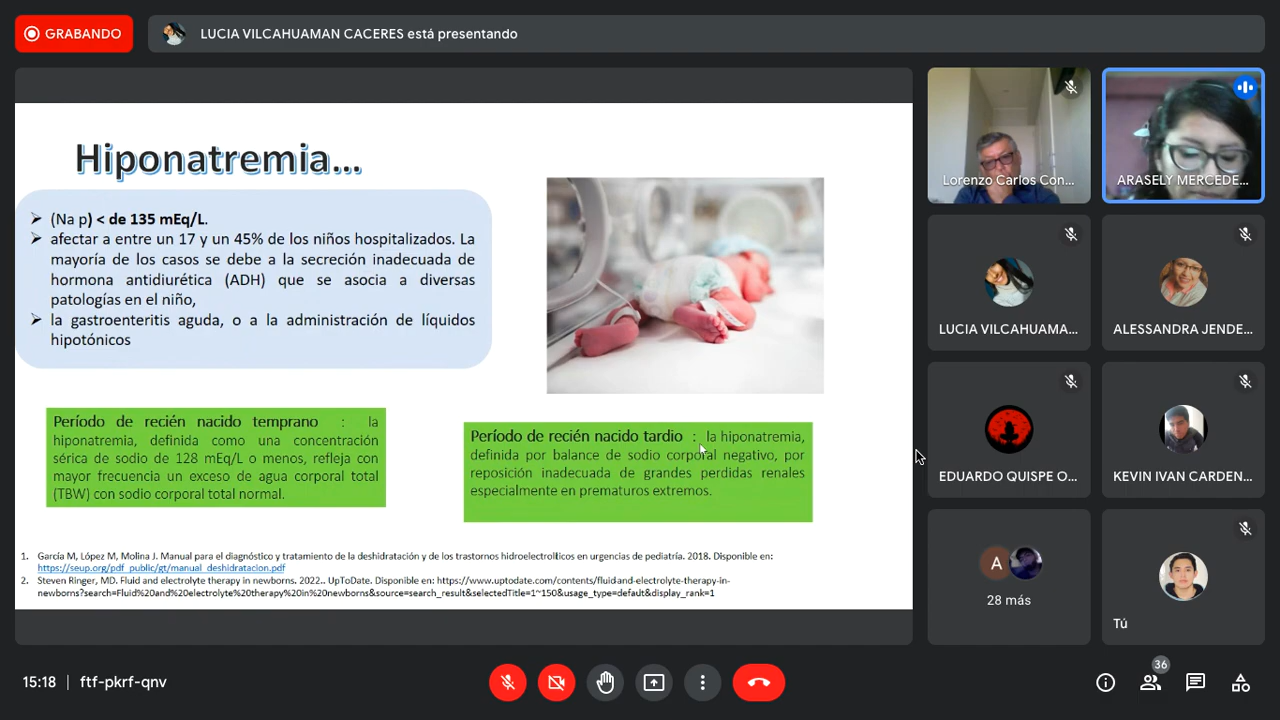 GRABANDO
LUCIA VILCAHUAMAN CACERES está presentando
Hiponatremia...
➤ (Na p) < de 135 mEq/L.
➤ afectar a entre un 17 y un 45% de los niños hospitalizados. La
mayoría de los casos se debe a la secreción inadecuada de
hormona antidiurética (ADH) que se asocia a diversas
patologías en el niño,
➤ la gastroenteritis aguda, o a la administración de líquidos
hipotónicos
Período de recién nacido temprano : la
hiponatremia, definida como una concentración
sérica de sodio de 128 mEq/L o menos, refleja con
mayor frecuencia un exceso de agua corporal total
(TBW) con sodio corporal total normal.
Período de recién nacido tardio : la hiponatremia,
definida por balance de sodio corporal negativo, por
reposición inadecuada de grandes perdidas renales
especialmente en prematuros extremos.
1. García M, López M, Molina J. Manual para el diagnóstico y tratamiento de la deshidratación y de los trastornos hidroelectrolíticos en urgencias de pediatría. 2018. Disponible en:
https://seup.org/pdf_public/gt/manual_deshidratacion.pdf
2. Steven Ringer, MD. Fluid and electrolyte therapy in newborns. 2022.. UpToDate. Disponible en: https://www.uptodate.com/contents/fluid-and-electrolyte-therapy-in-
newborns?search=Fluid%20and%20electrolyte%20therapy%20in%20newborns&source=search_result&selectedTitle=1~150&usage_type=default&display_rank=1
Lorenzo Carlos Con...
ARASELY MERCEDE...
LUCIA VILCAHUAMA...
ALESSANDRA JENDE...
EDUARDO QUISPE O...
KEVIN IVAN CARDEN...
A
28 más
Tú
15:18 | ftf-pkrf-qnv
36